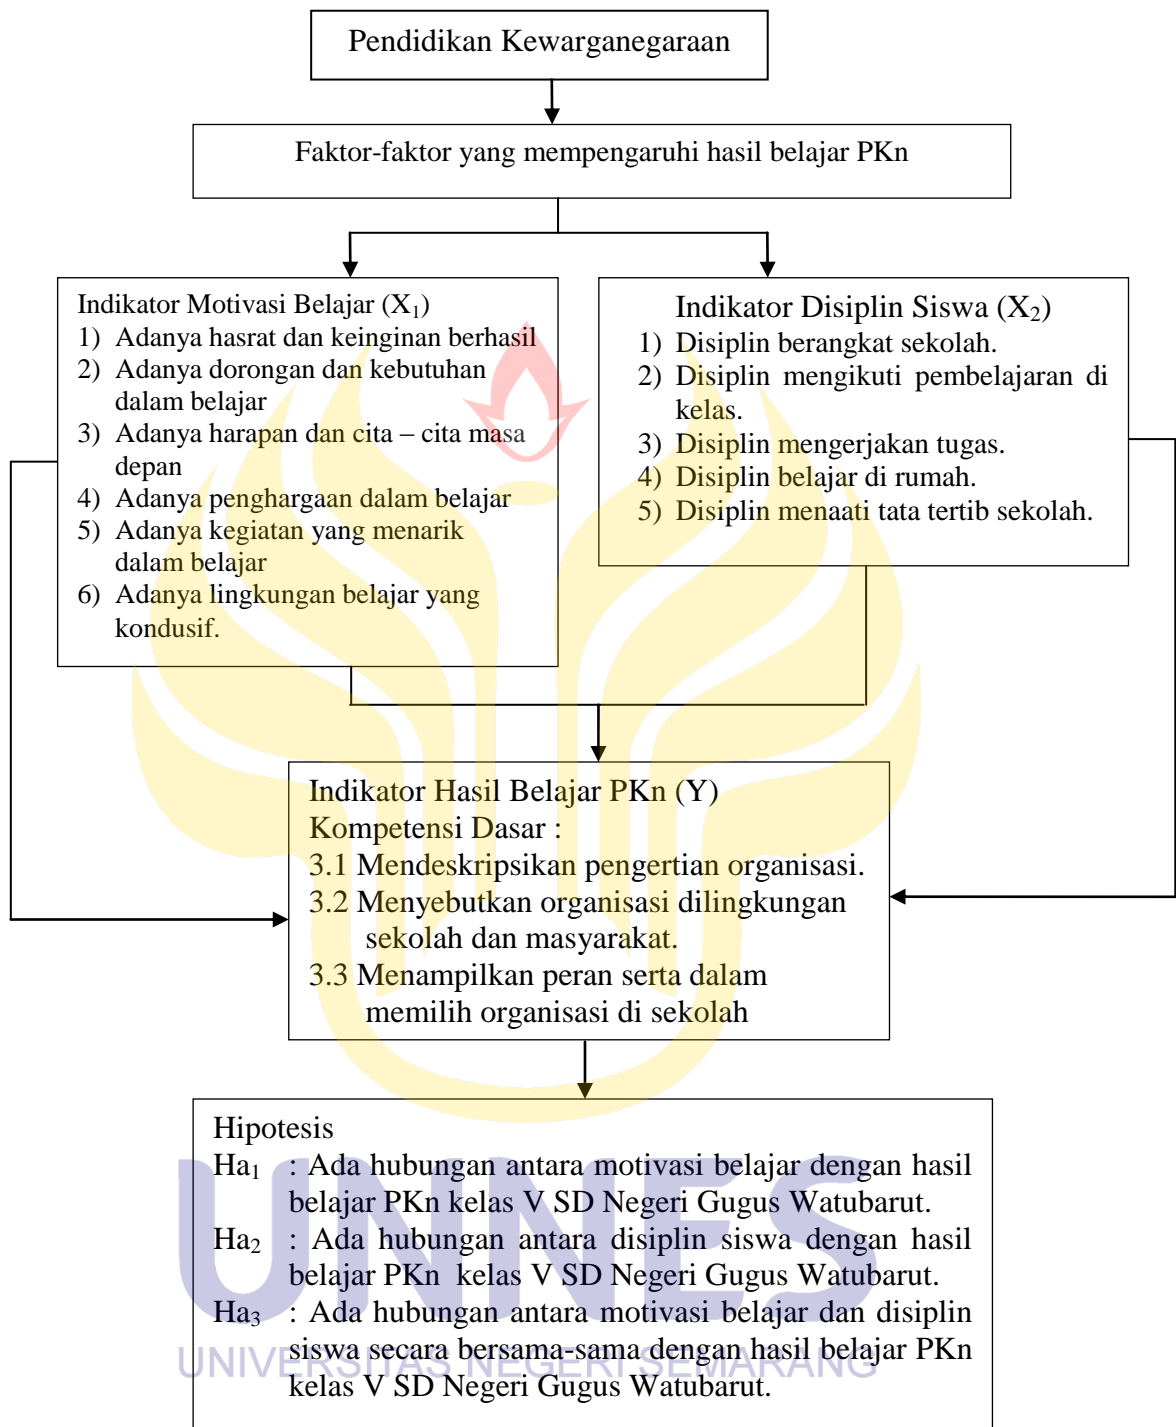 Pendidikan Kewarganegaraan
Faktor-faktor yang mempengaruhi hasil belajar PKn
Indikator Motivasi Belajar (X₁)
1) Adanya hasrat dan keinginan berhasil
2) Adanya dorongan dan kebutuhan
dalam belajar
3) Adanya harapan dan cita – cita masa
depan
4) Adanya penghargaan dalam belajar
5) Adanya kegiatan yang menarik
dalam belajar
6) Adanya lingkungan belajar yang
kondusif.
Indikator Disiplin Siswa (X₂)
1) Disiplin berangkat sekolah.
2) Disiplin mengikuti pembelajaran di
kelas.
3) Disiplin mengerjakan tugas.
4) Disiplin belajar di rumah.
5) Disiplin menaati tata tertib sekolah.
Indikator Hasil Belajar PKn (Y)
Kompetensi Dasar :
3.1 Mendeskripsikan pengertian organisasi.
3.2 Menyebutkan organisasi dilingkungan
sekolah dan masyarakat.
3.3 Menampilkan peran serta dalam
memilih organisasi di sekolah
Hipotesis
Ha₁ : Ada hubungan antara motivasi belajar dengan hasil
belajar PKn kelas V SD Negeri Gugus Watubarut.
Ha₂ : Ada hubungan antara disiplin siswa dengan hasil
belajar PKn kelas V SD Negeri Gugus Watubarut.
Ha₃ : Ada hubungan antara motivasi belajar dan disiplin
siswa secara bersama-sama dengan hasil belajar PKn
kelas V SD Negeri Gugus Watubarut.
UNNES
UNIVERSITAS NEGERI SEMARANG